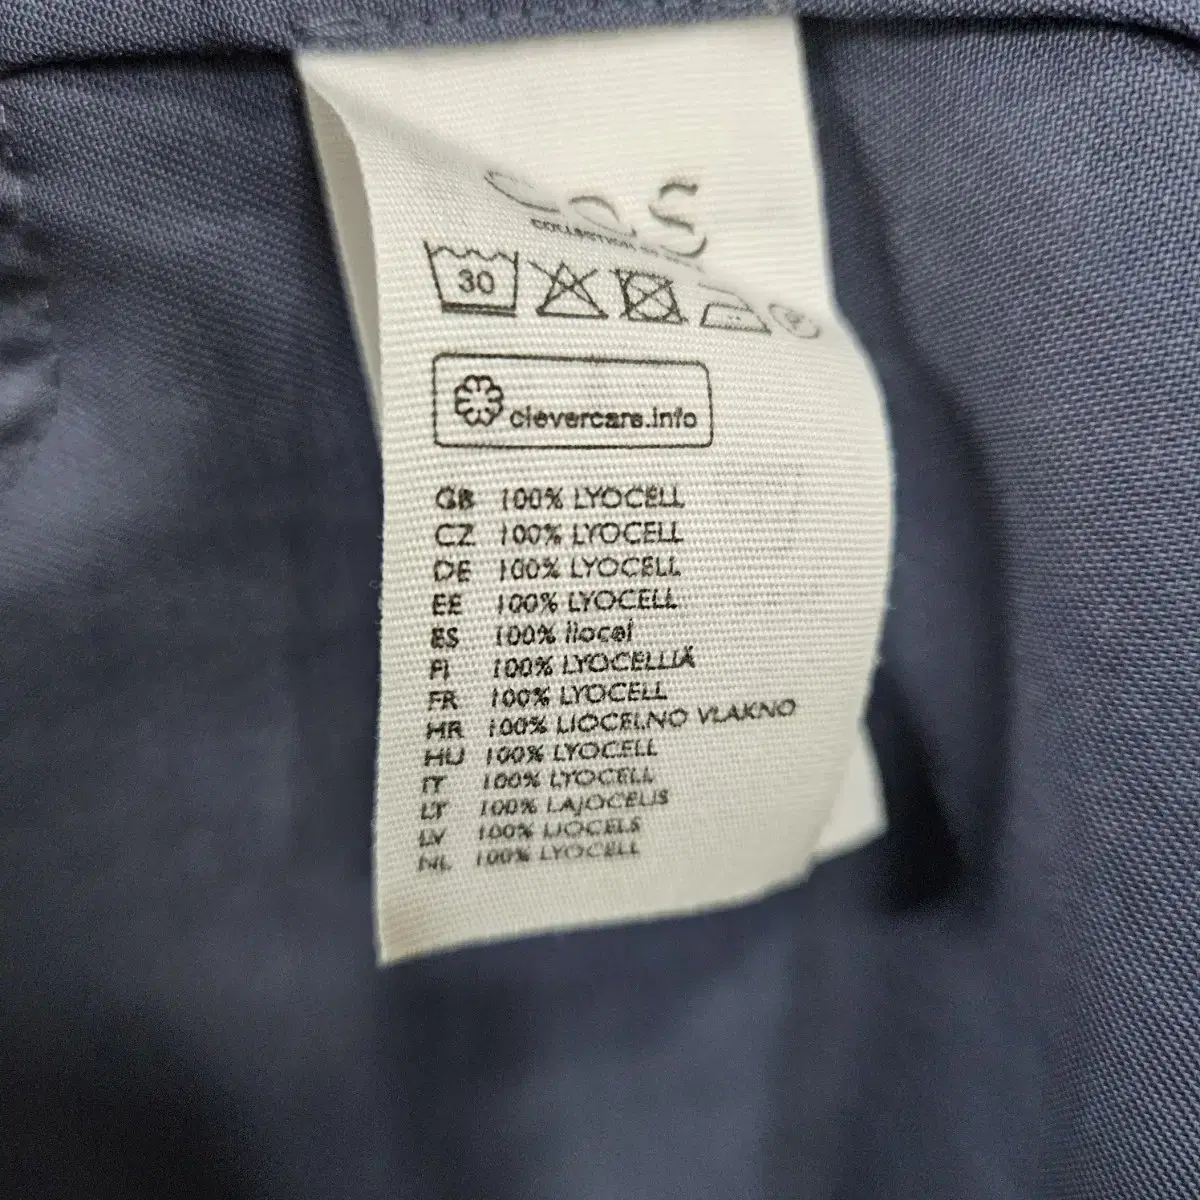 COS
COLLECTION
30
clevercare.info
GB 100% LYOCELL
CZ 100% LYOCELL
DE 100% LYOCELL
EE 100% LYOCELL
ES 100% liocel
FI 100% LYOCELLIÄ
FR 100% LYOCELL
HR 100% LIOCELNO VLAKNO
HU 100% LYOCELL
IT 100% LYOCELL
LT 100% LAJOCELIS
LV 100% LIOCELS
NL 100% LYOCELL